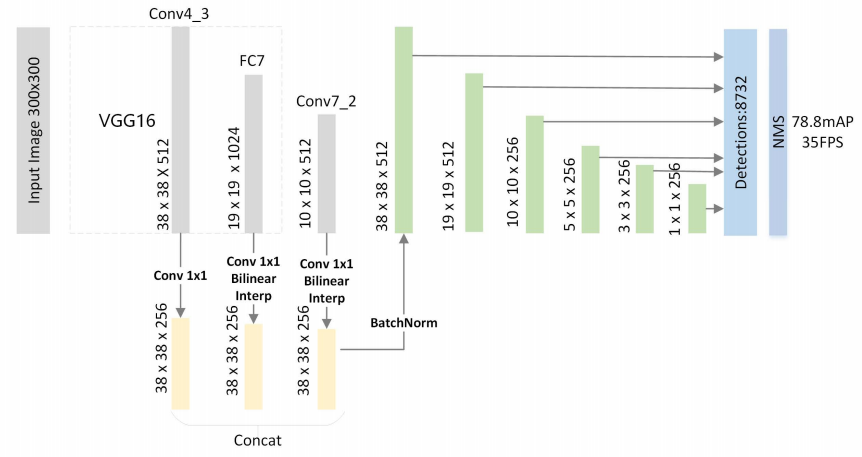 Conv4_3
FC7
Conv7_2
Input Image 300x300
VGG16
38 x 38 x 512
19 x 19 x 1024
10 x 10 x 512
38 x 38 x 512
19 x 19 x 512
10 x 10 x 256
5 x 5 x 256
3 x 3 x 256
1 x 1 x 256
Detections:8732
NMS
78.8mAP
35FPS
Conv 1x1
Conv 1x1
Bilinear
Interp
Conv 1x1
Bilinear
Interp
BatchNorm
38 x 38 x 256
38 x 38 x 256
38 x 38 x 256
Concat